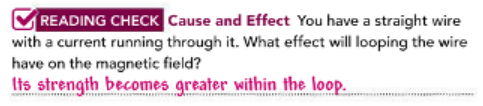 READING CHECK Cause and Effect You have a straight wire
with a current running through it. What effect will looping the wire
have on the magnetic field?
Its strength becomes greater within the loop.